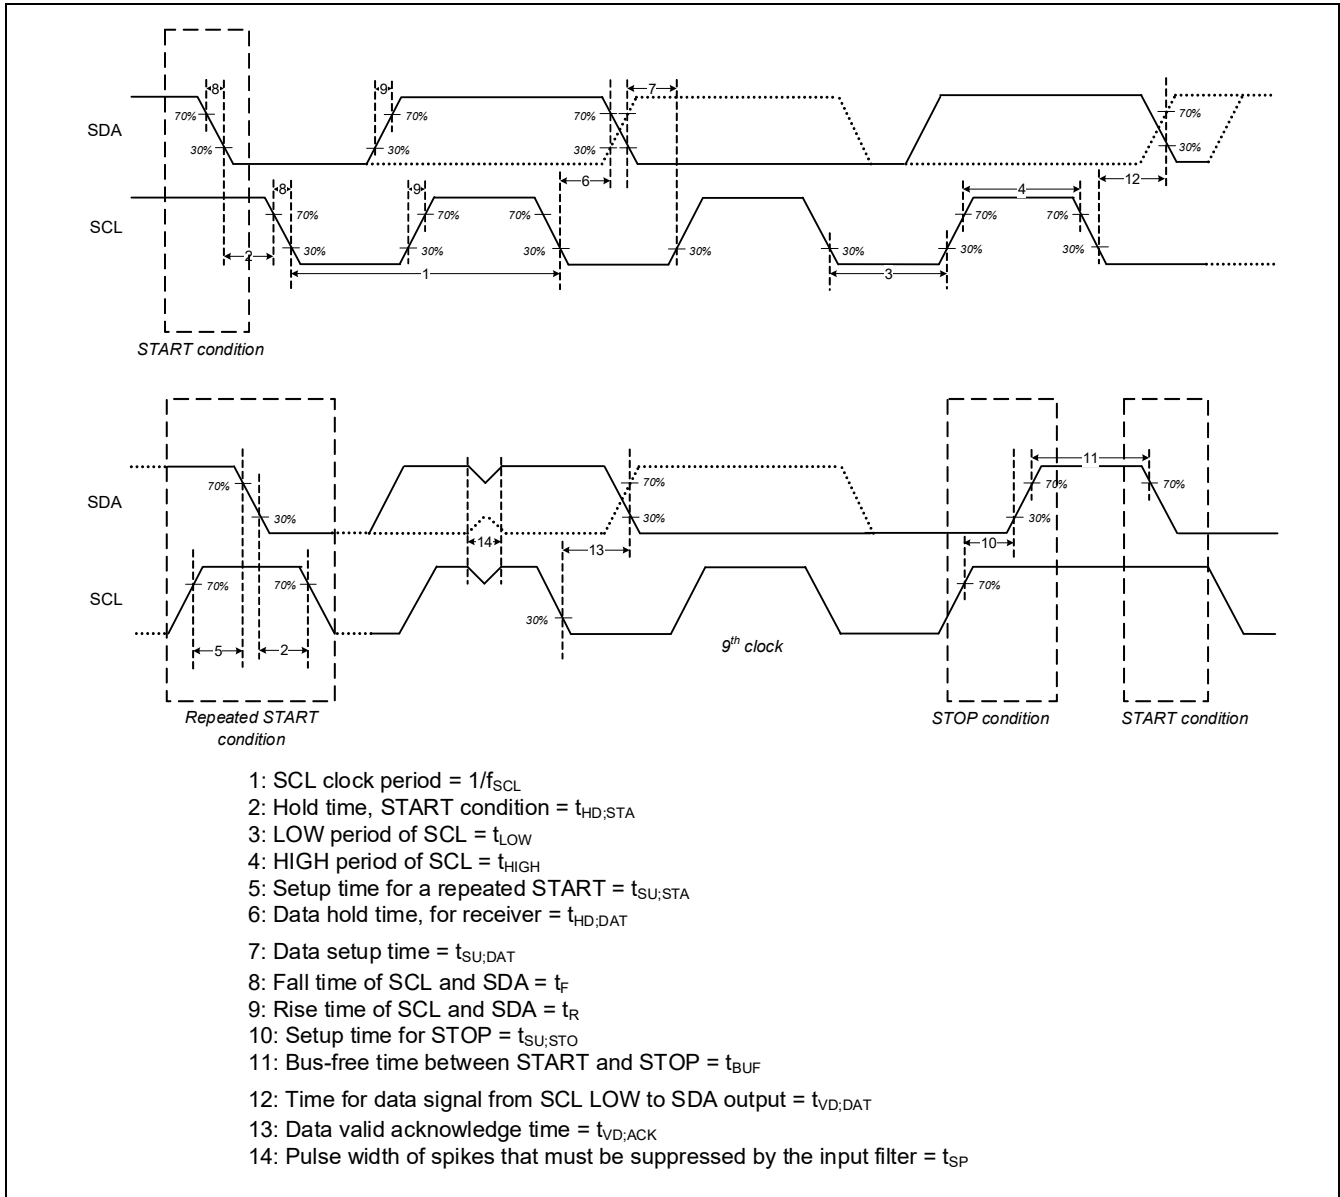 8
9
7
SDA
70%
30%
70%
30%
70%
30%
70%
30%
6
12
8
9
4
SCL
70%
30%
70%
30%
70%
30%
30%
30%
70%
30%
70%
30%
2
1
3
START condition
11
SDA
70%
30%
70%
30%
70%
30%
70%
14
13
10
SCL
70%
70%
30%
70%
5
2
9th clock
Repeated START
condition
STOP condition
START condition
1: SCL clock period = 1/fSCL
2: Hold time, START condition = tHD;STA
3: LOW period of SCL = tLOW
4: HIGH period of SCL = tHIGH
5: Setup time for a repeated START = tSU;STA
6: Data hold time, for receiver = tHD;DAT
7: Data setup time = tSU;DAT
8: Fall time of SCL and SDA = tF
9: Rise time of SCL and SDA = tR
10: Setup time for STOP = tSU;STO
11: Bus-free time between START and STOP = tBUF
12: Time for data signal from SCL LOW to SDA output = tVD;DAT
13: Data valid acknowledge time = tVD;ACK
14: Pulse width of spikes that must be suppressed by the input filter = tSP